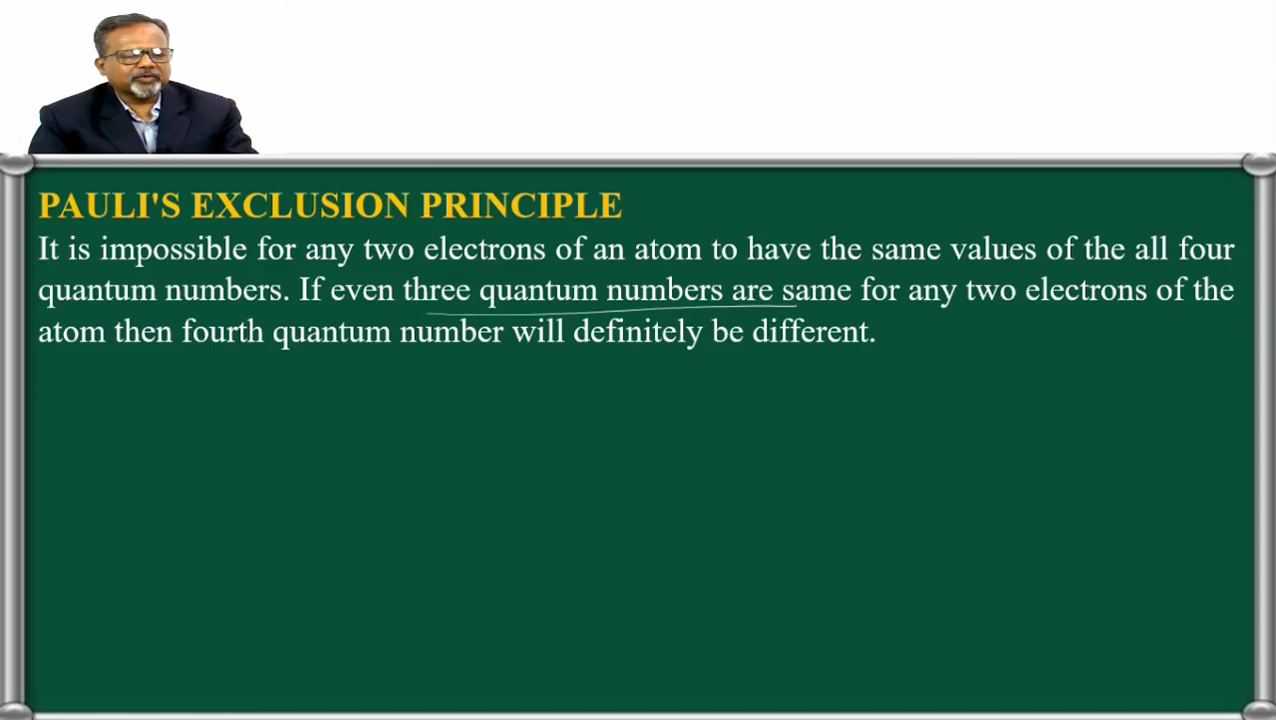 PAULI'S EXCLUSION PRINCIPLE
It is impossible for any two electrons of an atom to have the same values of the all four
quantum numbers. If even three quantum numbers are same for any two electrons of the
atom then fourth quantum number will definitely be different.